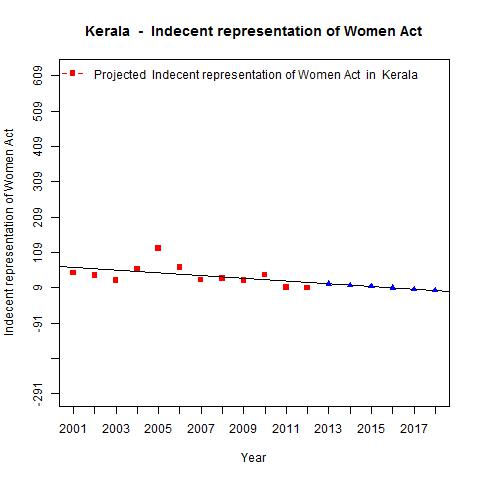 Kerala  -  Indecent representation of Women Act
Projected  Indecent representation of Women Act  in  Kerala
Indecent representation of Women Act
609
509
409
309
209
109
9
-91
-291
2001 2003 2005 2007 2009 2011 2013 2015 2017
Year